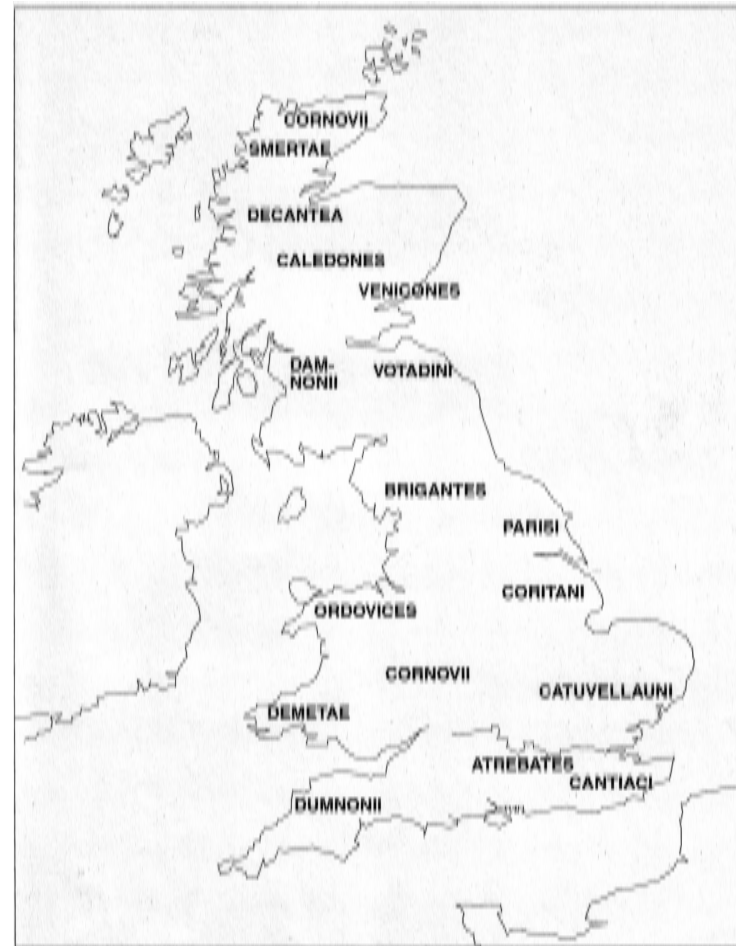 CORNOVII
SMERTAE
DECANTEA
CALEDONES
VENICONES
DAM-
NONII
VOTADINI
BRIGANTES
PARISI
CORITANI
ORDOVICES
CORNOVII
CATUVELLAUNI
DEMETAE
ATREBATES
CANTIACI
DUMNONII